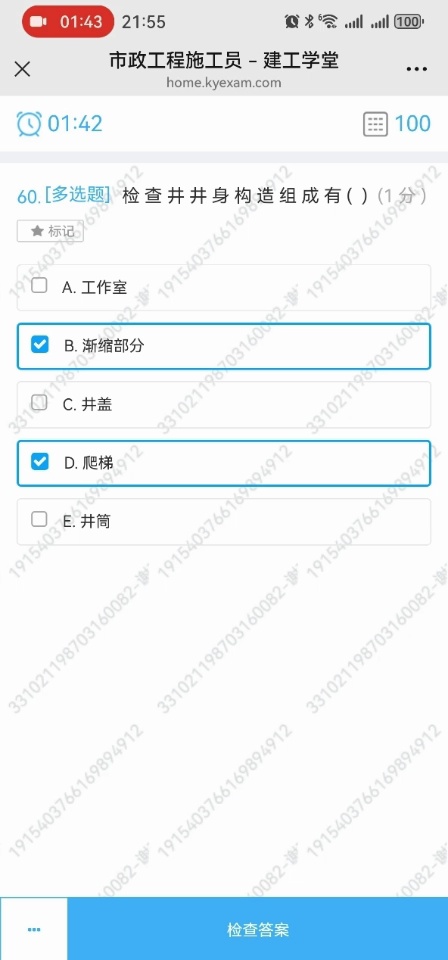 01:43 21:55 6 100
市政工程施工员 – 建工学堂
home.kyexam.com
01:42 100
60.[多选题] 检查井井身构造组成有( ) (1 分 )
标记
A. 工作室
B. 渐缩部分
C. 井盖
D. 爬梯
E. 井筒
1915403766169894912
331021198703160082-谢
检查答案